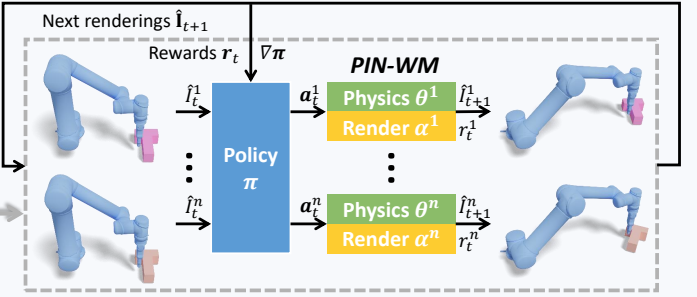 Next renderings Î_{t+1}
Rewards r_t ∇π
PIN-WM
Î_t^1
a_t^1
Physics θ^1
Render α^1
Î_{t+1}^1
r_t^1
Policy
π
Î_t^n
a_t^n
Physics θ^n
Render α^n
Î_{t+1}^n
r_t^n